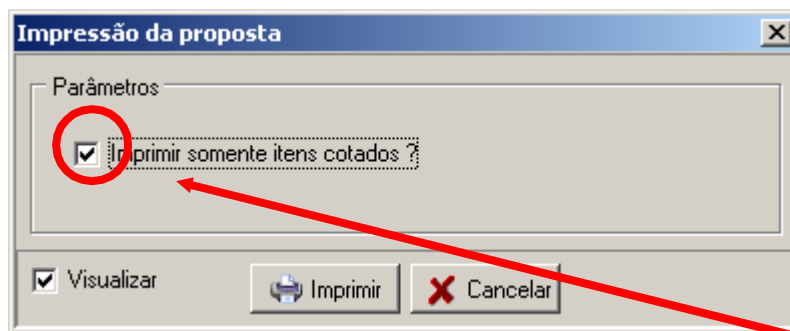 Impressão da proposta
Parâmetros
Imprimir somente itens cotados ?
Visualizar
Imprimir
Cancelar